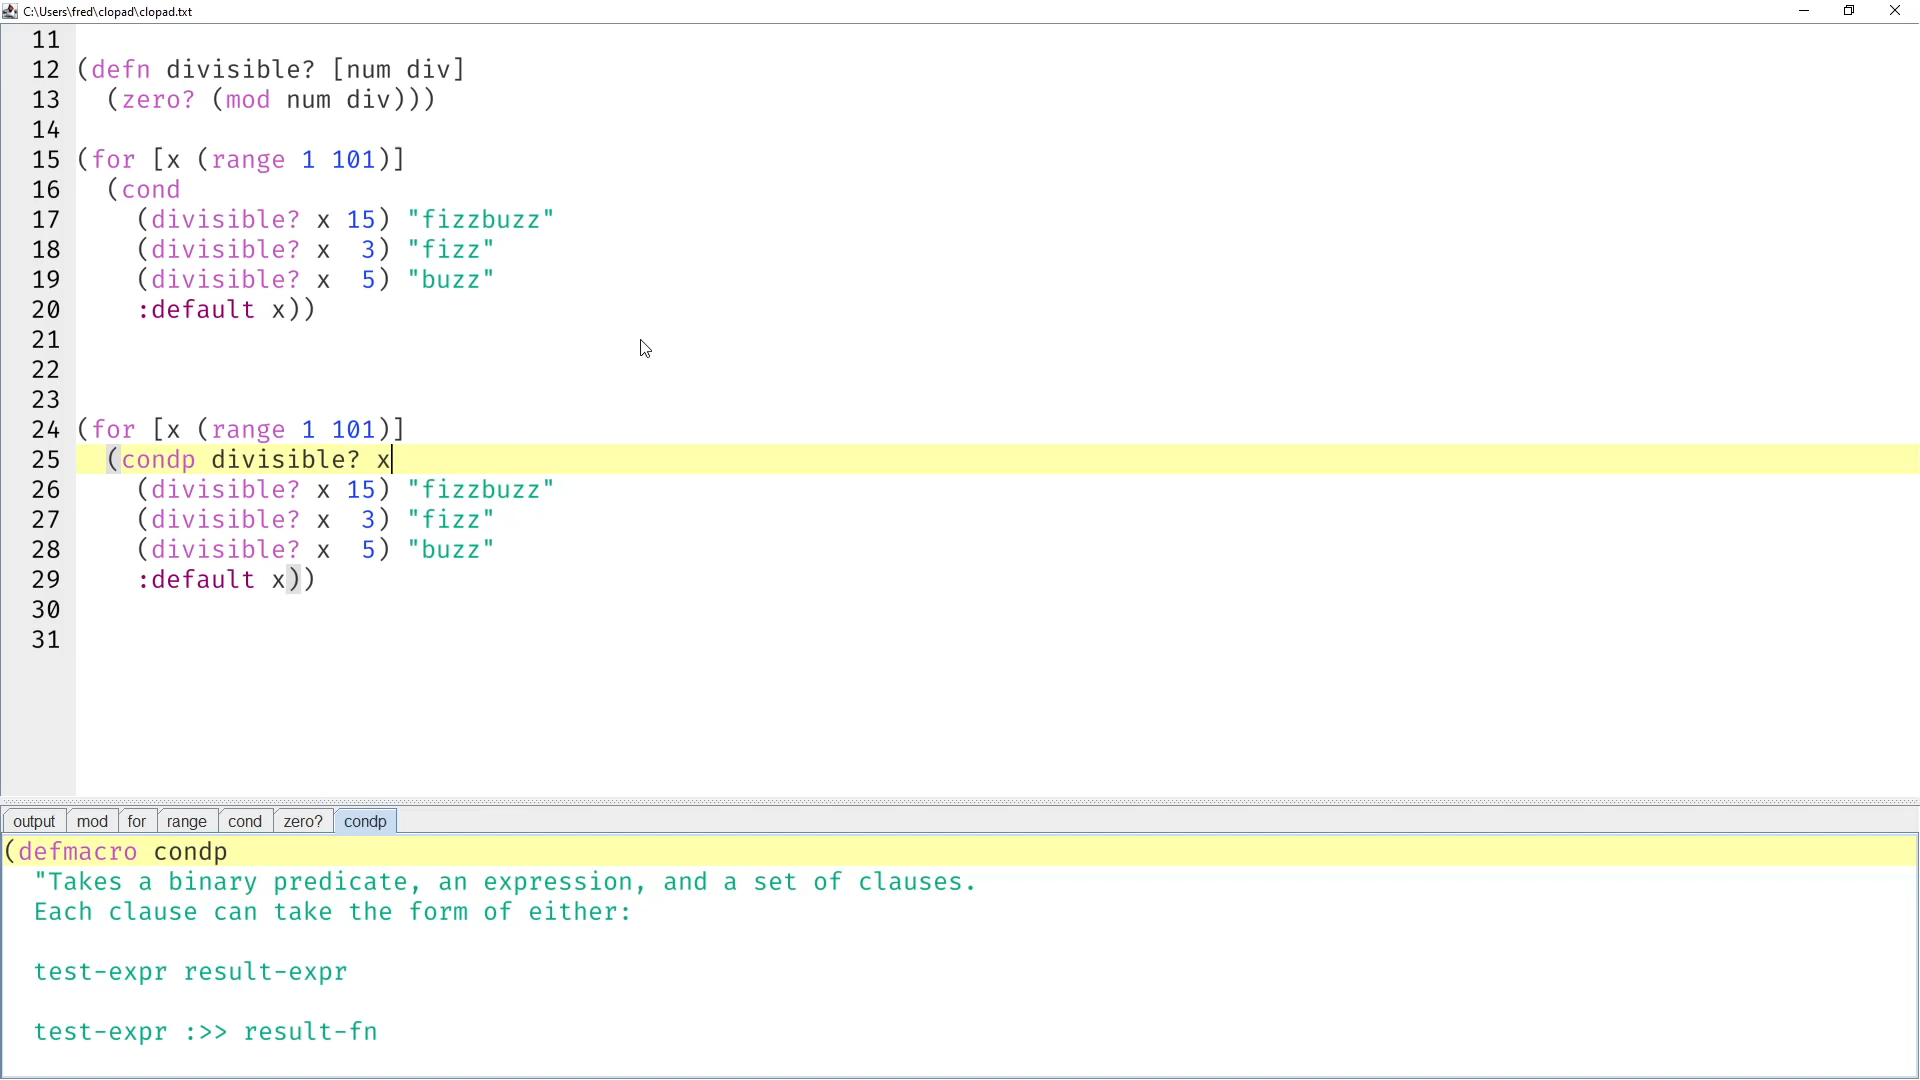 C:\Users\fred\clopad\clopad.txt
11
12 (defn divisible? [num div]
13   (zero? (mod num div)))
14
15 (for [x (range 1 101)]
16   (cond
17     (divisible? x 15) "fizzbuzz"
18     (divisible? x  3) "fizz"
19     (divisible? x  5) "buzz"
20     :default x))
21
22
23
24 (for [x (range 1 101)]
25   (condp divisible? x
26     (divisible? x 15) "fizzbuzz"
27     (divisible? x  3) "fizz"
28     (divisible? x  5) "buzz"
29     :default x))
30
31
output mod for range cond zero? condp
(defmacro condp
  "Takes a binary predicate, an expression, and a set of clauses.
  Each clause can take the form of either:
  test-expr result-expr
  test-expr :>> result-fn